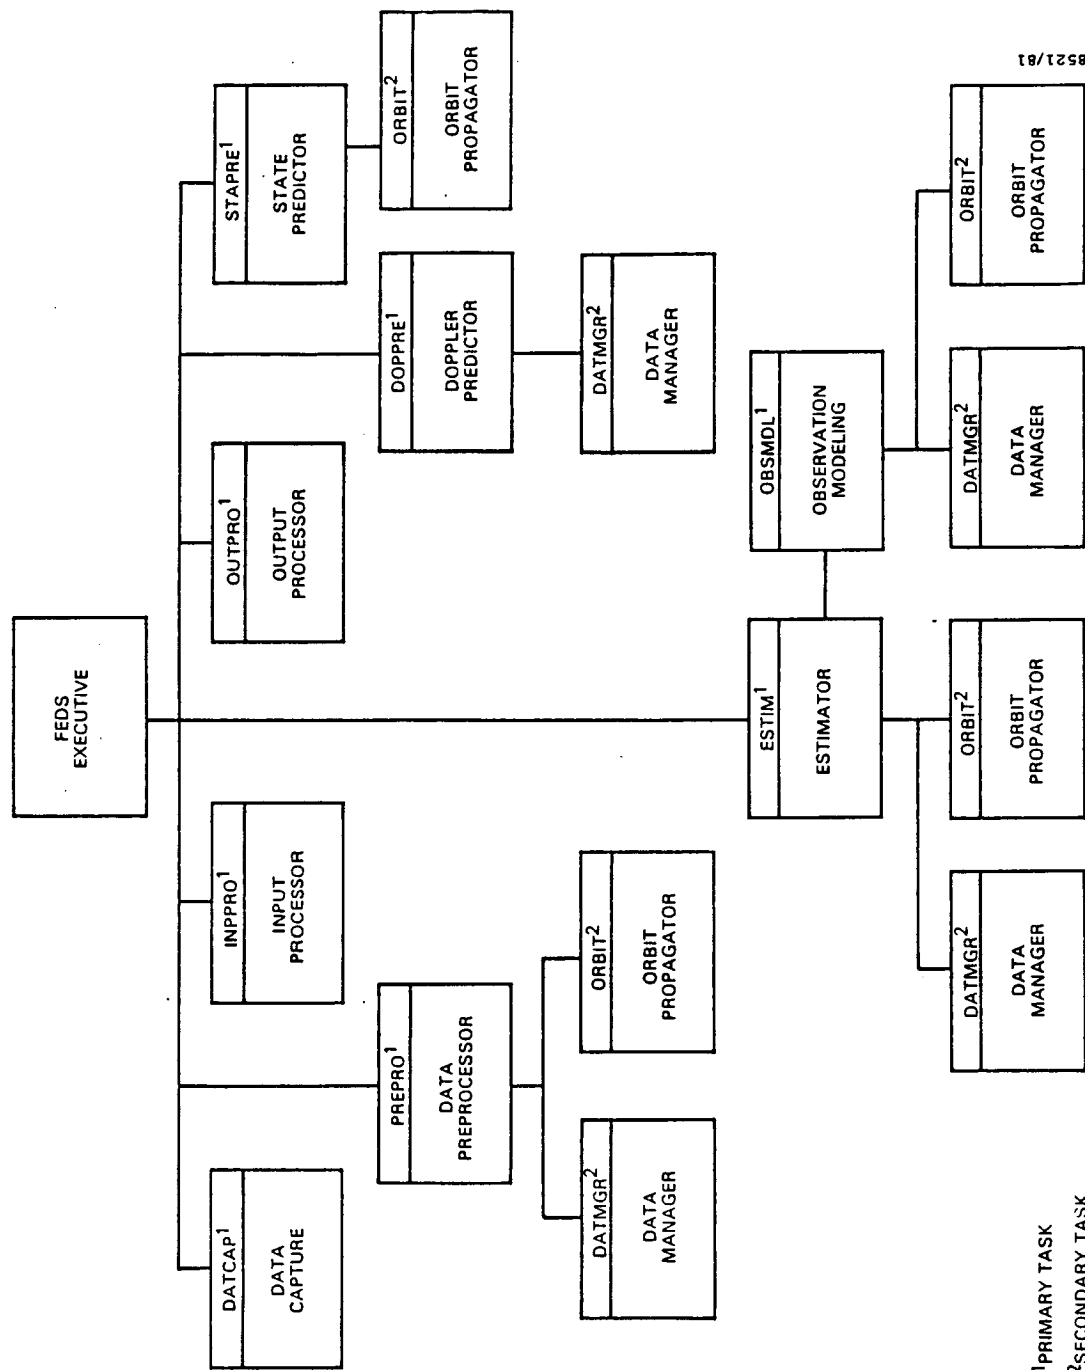 FEDS
EXECUTIVE
DATCAP¹
DATA
CAPTURE
INPPRO¹
INPUT
PROCESSOR
OUTPRO¹
OUTPUT
PROCESSOR
STAPRE¹
STATE
PREDICTOR
PREPRO¹
DATA
PREPROCESSOR
DOPPRE¹
DOPPLER
PREDICTOR
ORBIT²
ORBIT
PROPAGATOR
DATMGR²
DATA
MANAGER
ORBIT²
ORBIT
PROPAGATOR
DATMGR²
DATA
MANAGER
ESTIM¹
ESTIMATOR
OBSMDL¹
OBSERVATION
MODELING
DATMGR²
DATA
MANAGER
ORBIT²
ORBIT
PROPAGATOR
DATMGR²
DATA
MANAGER
ORBIT²
ORBIT
PROPAGATOR
¹PRIMARY TASK
²SECONDARY TASK
8521/81